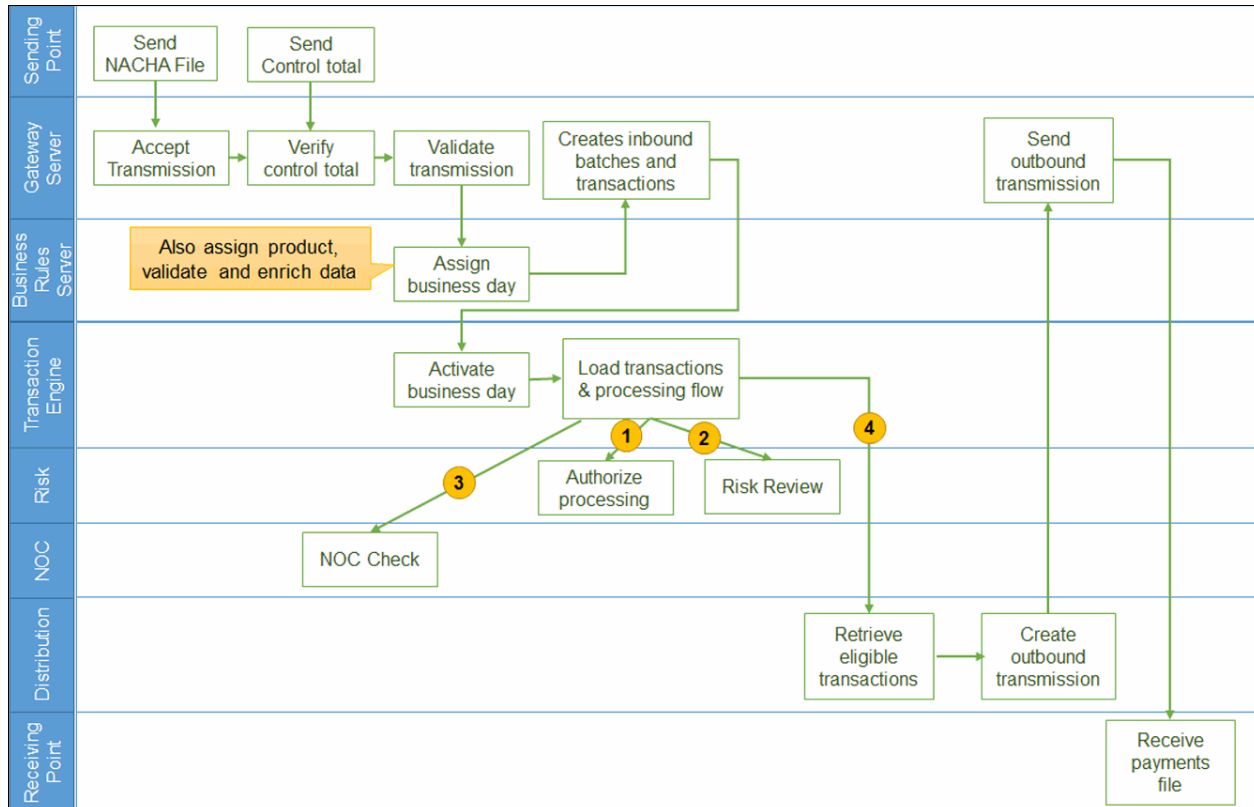 Sending
Point
Send
NACHA File
Send
Control total
Gateway
Server
Accept
Transmission
Verify
control total
Validate
transmission
Creates inbound
batches and
transactions
Send
outbound
transmission
Business
Rules
Server
Also assign product,
validate and enrich data
Assign
business day
Transaction
Engine
Activate
business day
Load transactions
& processing flow
1
2
4
Risk
3
Authorize
processing
Risk Review
NOC
NOC Check
Distribution
Retrieve
eligible
transactions
Create
outbound
transmission
Receiving
Point
Receive
payments
file